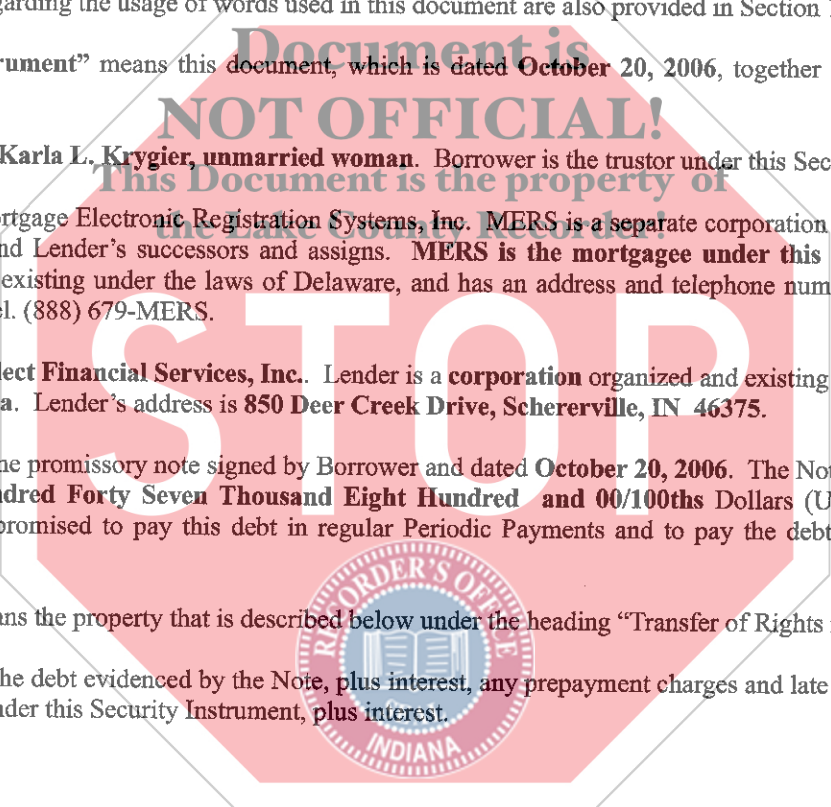 garding the usage of words used in this document are also provided in Section
Document is
rument” means this document, which is dated October 20, 2006, together
NOT OFFICIAL!
Karla L. Krygier, unmarried woman. Borrower is the trustor under this Sec
This Document is the property of
rtgage Electronic Registration Systems, Inc. MERS is a separate corporation
the Lake County Recorder!
nd Lender’s successors and assigns. MERS is the mortgagee under this
existing under the laws of Delaware, and has an address and telephone num
el. (888) 679-MERS.
STOP
lect Financial Services, Inc.. Lender is a corporation organized and existing
a. Lender’s address is 850 Deer Creek Drive, Schererville, IN 46375.
he promissory note signed by Borrower and dated October 20, 2006. The Not
dred Forty Seven Thousand Eight Hundred and 00/100ths Dollars (U
promised to pay this debt in regular Periodic Payments and to pay the debt
RECORDER'S OFFICE
ns the property that is described below under the heading “Transfer of Rights
he debt evidenced by the Note, plus interest, any prepayment charges and late
nder this Security Instrument, plus interest.
INDIANA